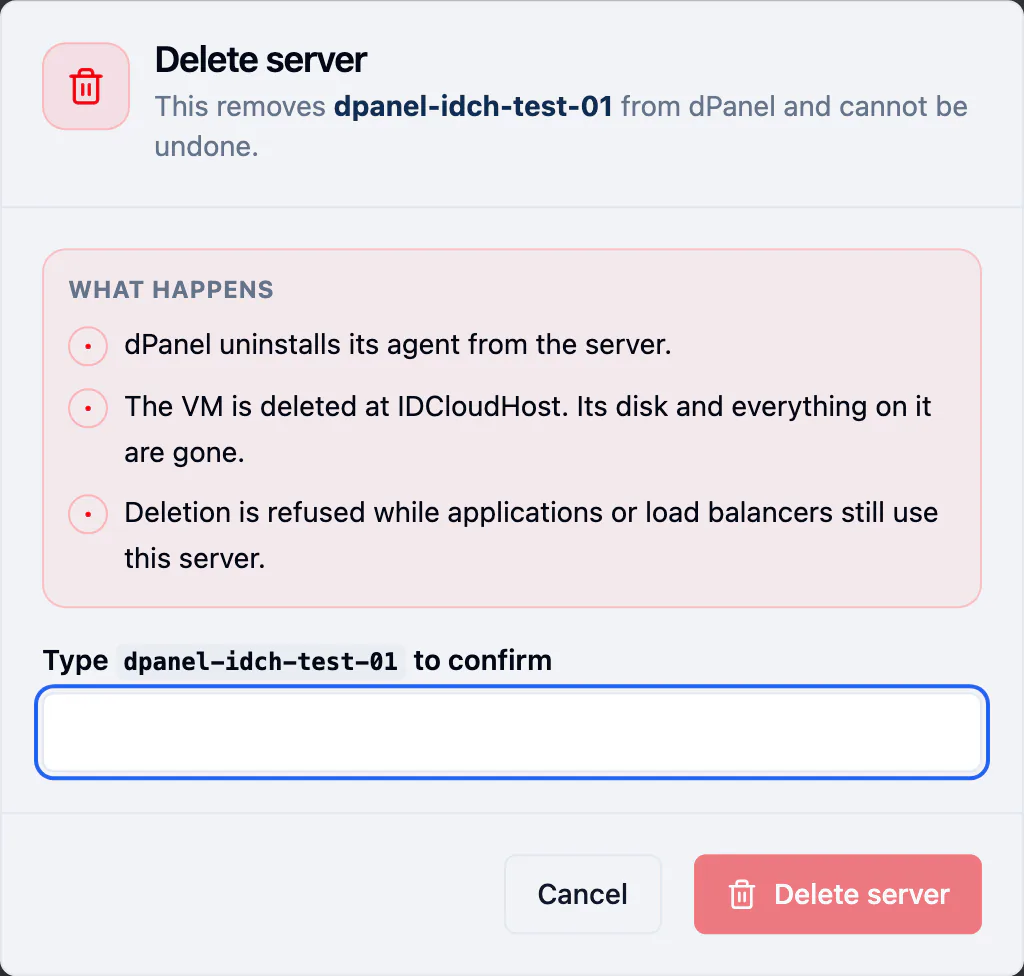 Delete server
This removes dpanel-idch-test-01 from dPanel and cannot be
undone.
WHAT HAPPENS
dPanel uninstalls its agent from the server.
The VM is deleted at IDCloudHost. Its disk and everything on it
are gone.
Deletion is refused while applications or load balancers still use
this server.
Type dpanel-idch-test-01 to confirm
Cancel
Delete server